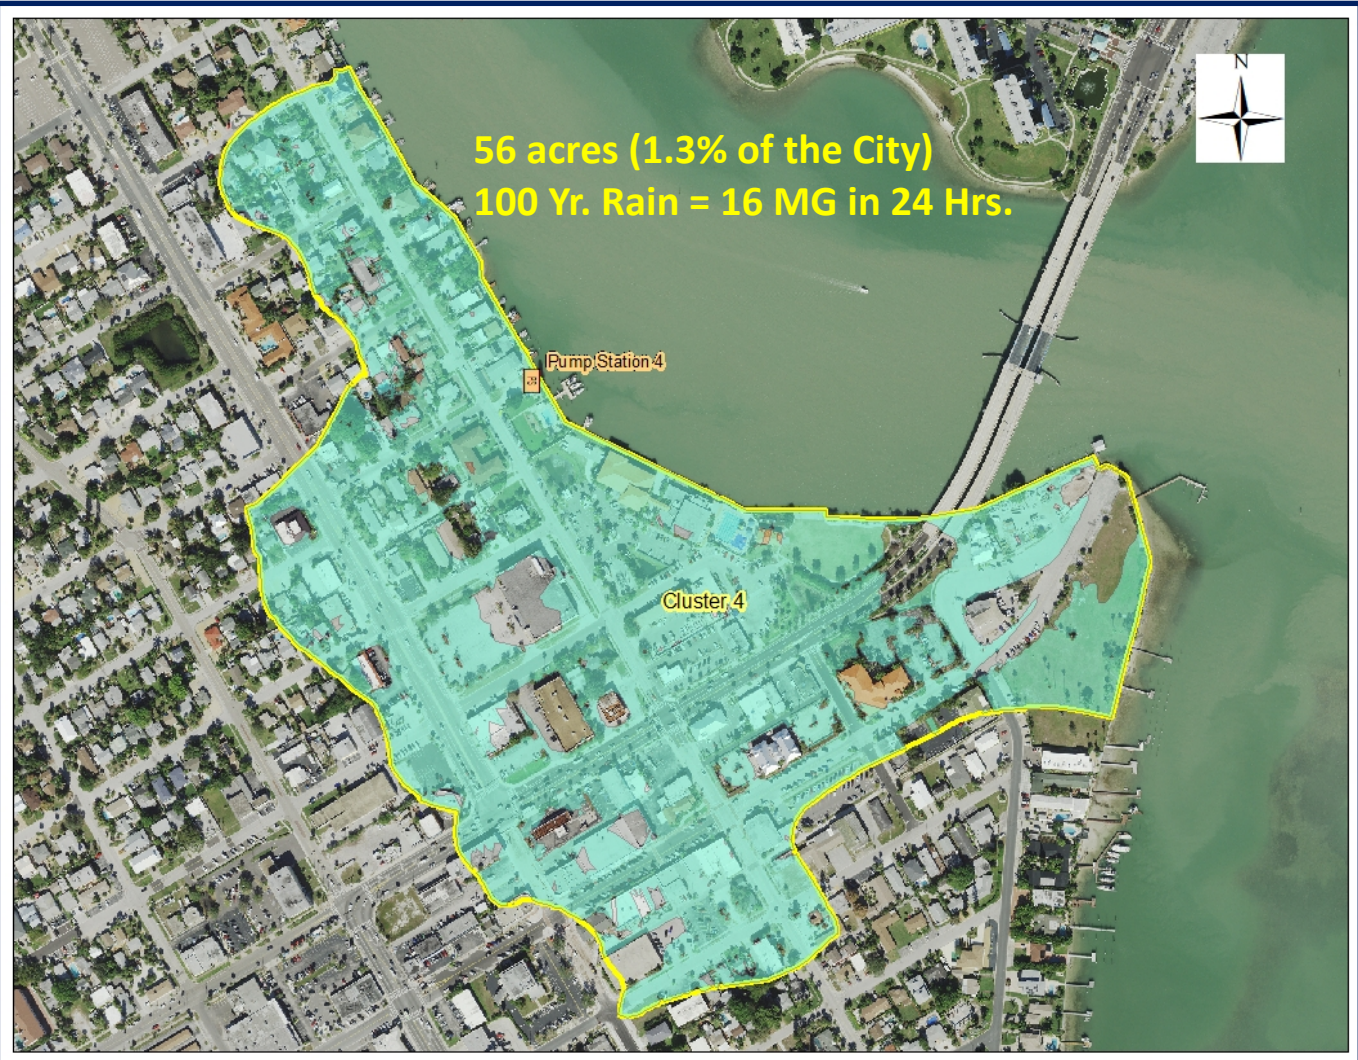 N
56 acres (1.3% of the City)
100 Yr. Rain = 16 MG in 24 Hrs.
Pump Station 4
Cluster 4